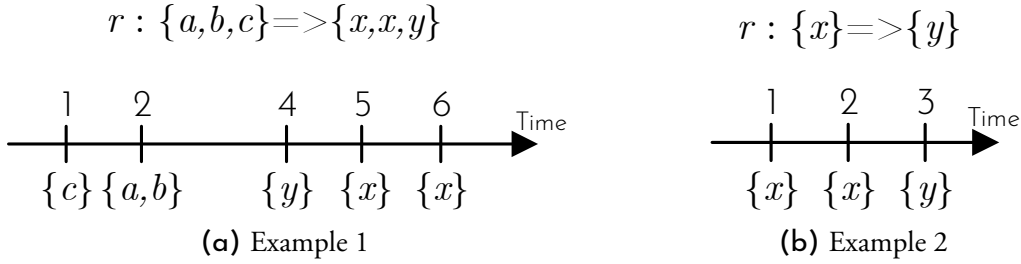 r : {a,b,c}=>{x,x,y}
1 2 4 5 6 Time
{c} {a,b} {y} {x} {x}
(a) Example 1
r : {x}=>{y}
1 2 3 Time
{x} {x} {y}
(b) Example 2